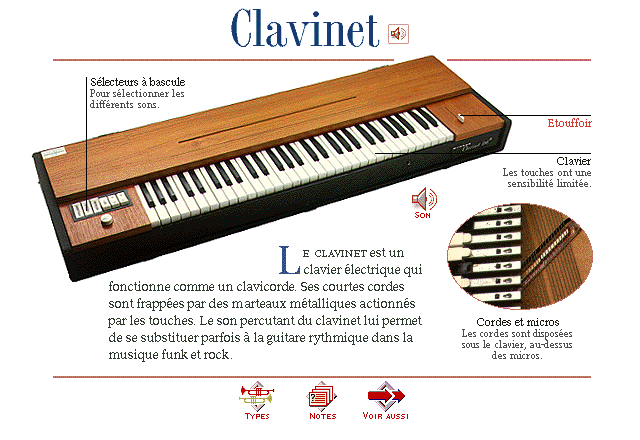 Clavinet
Sélecteurs à bascule
Pour sélectionner les
différents sons.
Etouffoir
Clavier
Les touches ont une
sensibilité limitée.
Son
LE CLAVINET est un
clavier électrique qui
fonctionne comme un clavicorde. Ses courtes cordes
sont frappées par des marteaux métalliques actionnés
par les touches. Le son percutant du clavinet lui permet
de se substituer parfois à la guitare rythmique dans la
musique funk et rock.
Cordes et micros
Les cordes sont disposées
sous le clavier, au-dessus
des micros.
TYPES
NOTES
VOIR AUSSI